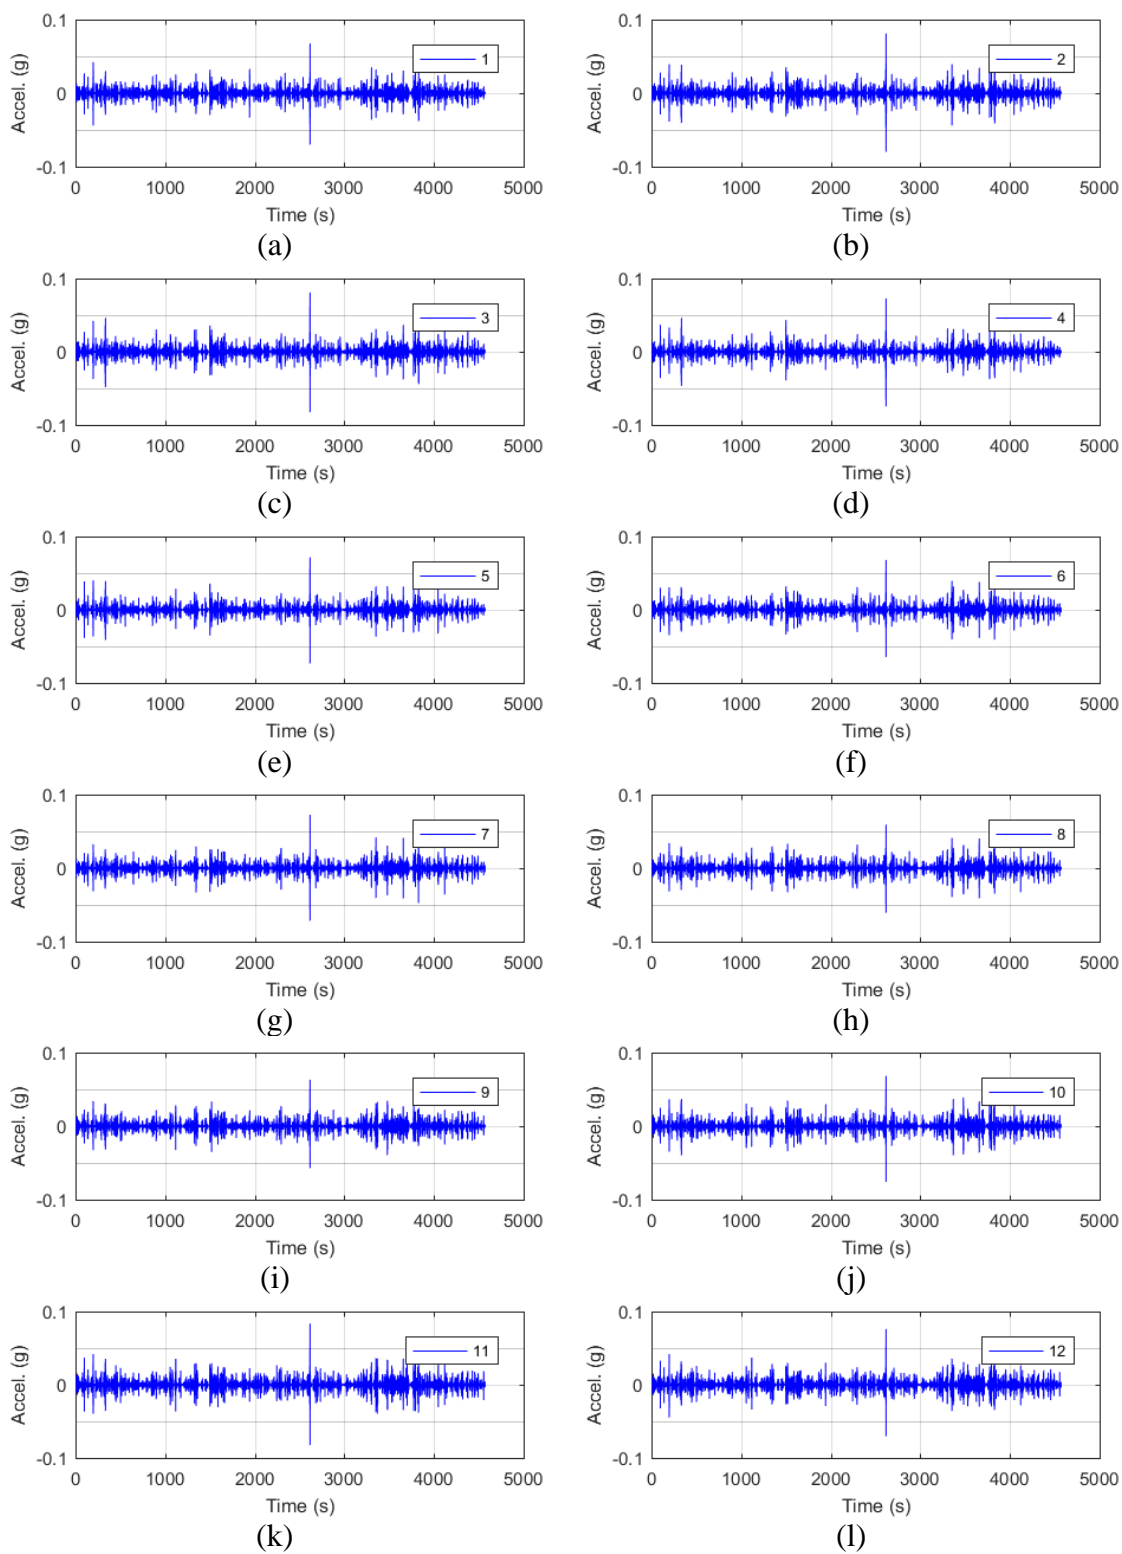 0.1 1 0.1 2
Accel. (g) 0 Accel. (g) 0
-0.1 -0.1
0 1000 2000 3000 4000 5000 0 1000 2000 3000 4000 5000
Time (s) Time (s)
(a) (b)
0.1 3 0.1 4
Accel. (g) 0 Accel. (g) 0
-0.1 -0.1
0 1000 2000 3000 4000 5000 0 1000 2000 3000 4000 5000
Time (s) Time (s)
(c) (d)
0.1 5 0.1 6
Accel. (g) 0 Accel. (g) 0
-0.1 -0.1
0 1000 2000 3000 4000 5000 0 1000 2000 3000 4000 5000
Time (s) Time (s)
(e) (f)
0.1 7 0.1 8
Accel. (g) 0 Accel. (g) 0
-0.1 -0.1
0 1000 2000 3000 4000 5000 0 1000 2000 3000 4000 5000
Time (s) Time (s)
(g) (h)
0.1 9 0.1 10
Accel. (g) 0 Accel. (g) 0
-0.1 -0.1
0 1000 2000 3000 4000 5000 0 1000 2000 3000 4000 5000
Time (s) Time (s)
(i) (j)
0.1 11 0.1 12
Accel. (g) 0 Accel. (g) 0
-0.1 -0.1
0 1000 2000 3000 4000 5000 0 1000 2000 3000 4000 5000
Time (s) Time (s)
(k) (l)